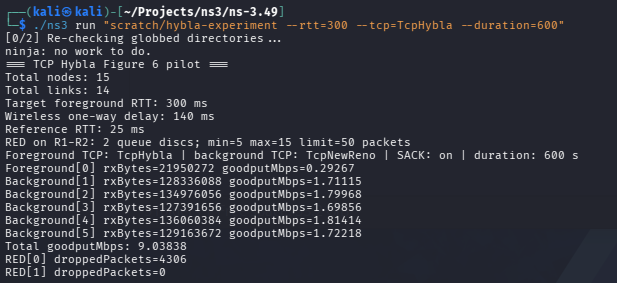 ┌──(kali㉿kali)-[~/Projects/ns3/ns-3.49]
└─$ ./ns3 run "scratch/hybla-experiment --rtt=300 --tcp=TcpHybla --duration=600"
[0/2] Re-checking globbed directories...
ninja: no work to do.
=== TCP Hybla Figure 6 pilot ===
Total nodes: 15
Total links: 14
Target foreground RTT: 300 ms
Wireless one-way delay: 140 ms
Reference RTT: 25 ms
RED on R1-R2: 2 queue discs; min=5 max=15 limit=50 packets
Foreground TCP: TcpHybla | background TCP: TcpNewReno | SACK: on | duration: 600 s
Foreground[0] rxBytes=21950272 goodputMbps=0.29267
Background[1] rxBytes=128336088 goodputMbps=1.71115
Background[2] rxBytes=134976056 goodputMbps=1.79968
Background[3] rxBytes=127391656 goodputMbps=1.69856
Background[4] rxBytes=136060384 goodputMbps=1.81414
Background[5] rxBytes=129163672 goodputMbps=1.72218
Total goodputMbps: 9.03838
RED[0] droppedPackets=4306
RED[1] droppedPackets=0